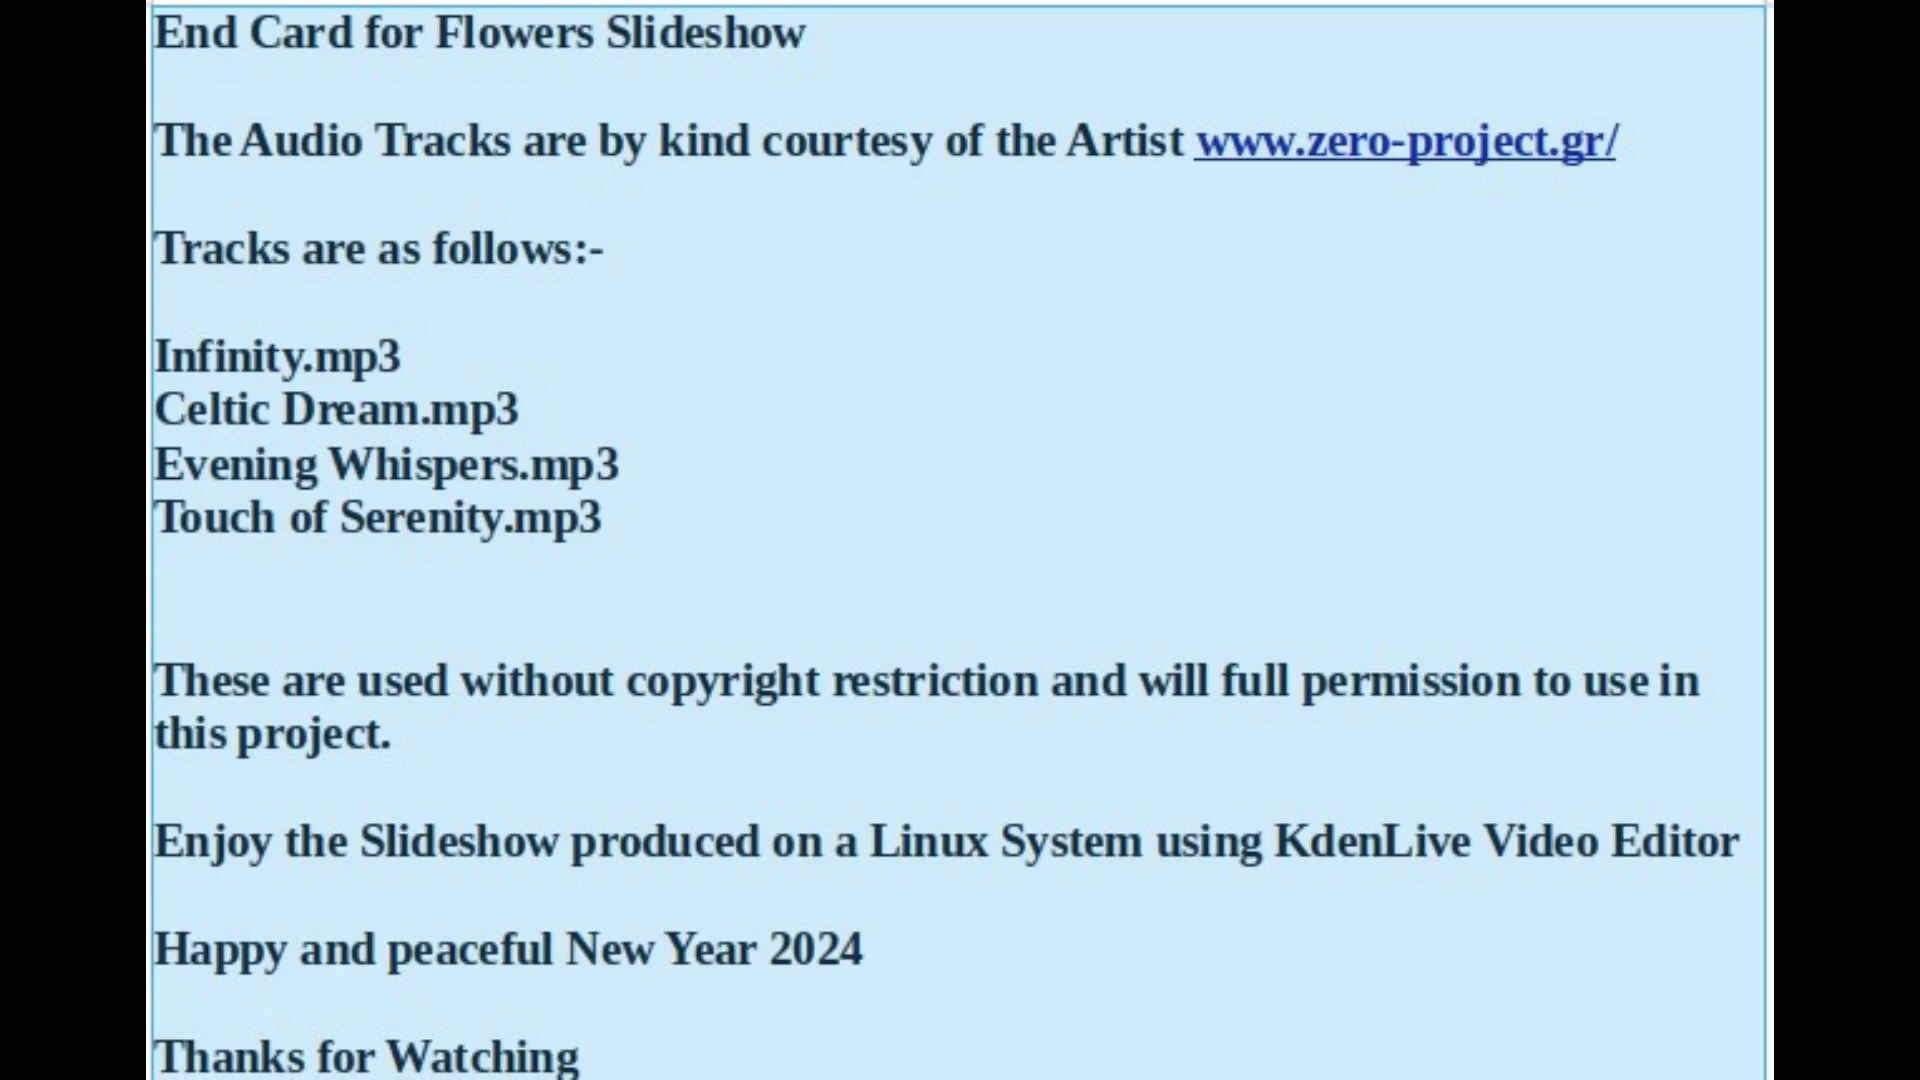 End Card for Flowers Slideshow
The Audio Tracks are by kind courtesy of the Artist www.zero-project.gr/
Tracks are as follows:-
Infinity.mp3
Celtic Dream.mp3
Evening Whispers.mp3
Touch of Serenity.mp3
These are used without copyright restriction and will full permission to use in
this project.
Enjoy the Slideshow produced on a Linux System using KdenLive Video Editor
Happy and peaceful New Year 2024
Thanks for Watching